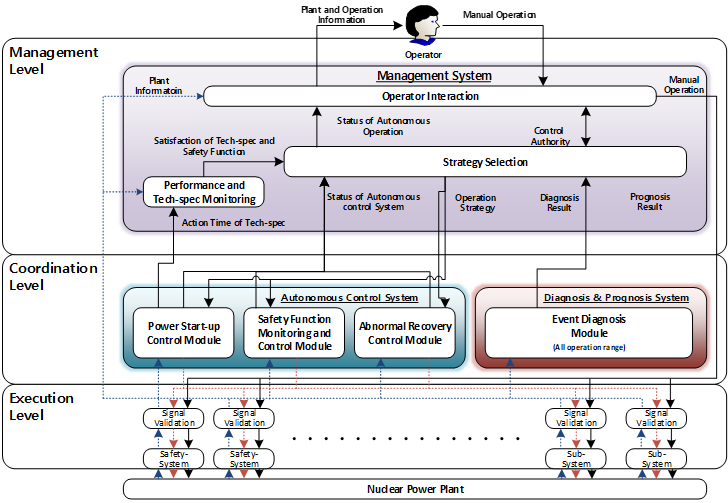 Plant and Operation
Information
Manual Operation
Operator
Management
Level
Management System
Plant
Informatoin
Manual
Operation
Operator Interaction
Status of Autonomous
Operation
Control
Authority
Satisfaction of Tech-spec and
Safety Function
Strategy Selection
Performance and
Tech-spec Monitoring
Status of Autonomous
control System
Operation
Strategy
Diagnosis
Result
Prognosis
Result
Action Time of Tech-spec
Coordination
Level
Autonomous Control System
Diagnosis & Prognosis System
Power Start-up
Control Module
Safety Function
Monitoring and
Control Module
Abnormal Recovery
Control Module
Event Diagnosis
Module
(All operation range)
Execution
Level
Signal
Validation
Signal
Validation
Signal
Validation
Signal
Validation
Safety-
System
Safety-
System
Sub-
System
Sub-
System
Nuclear Power Plant